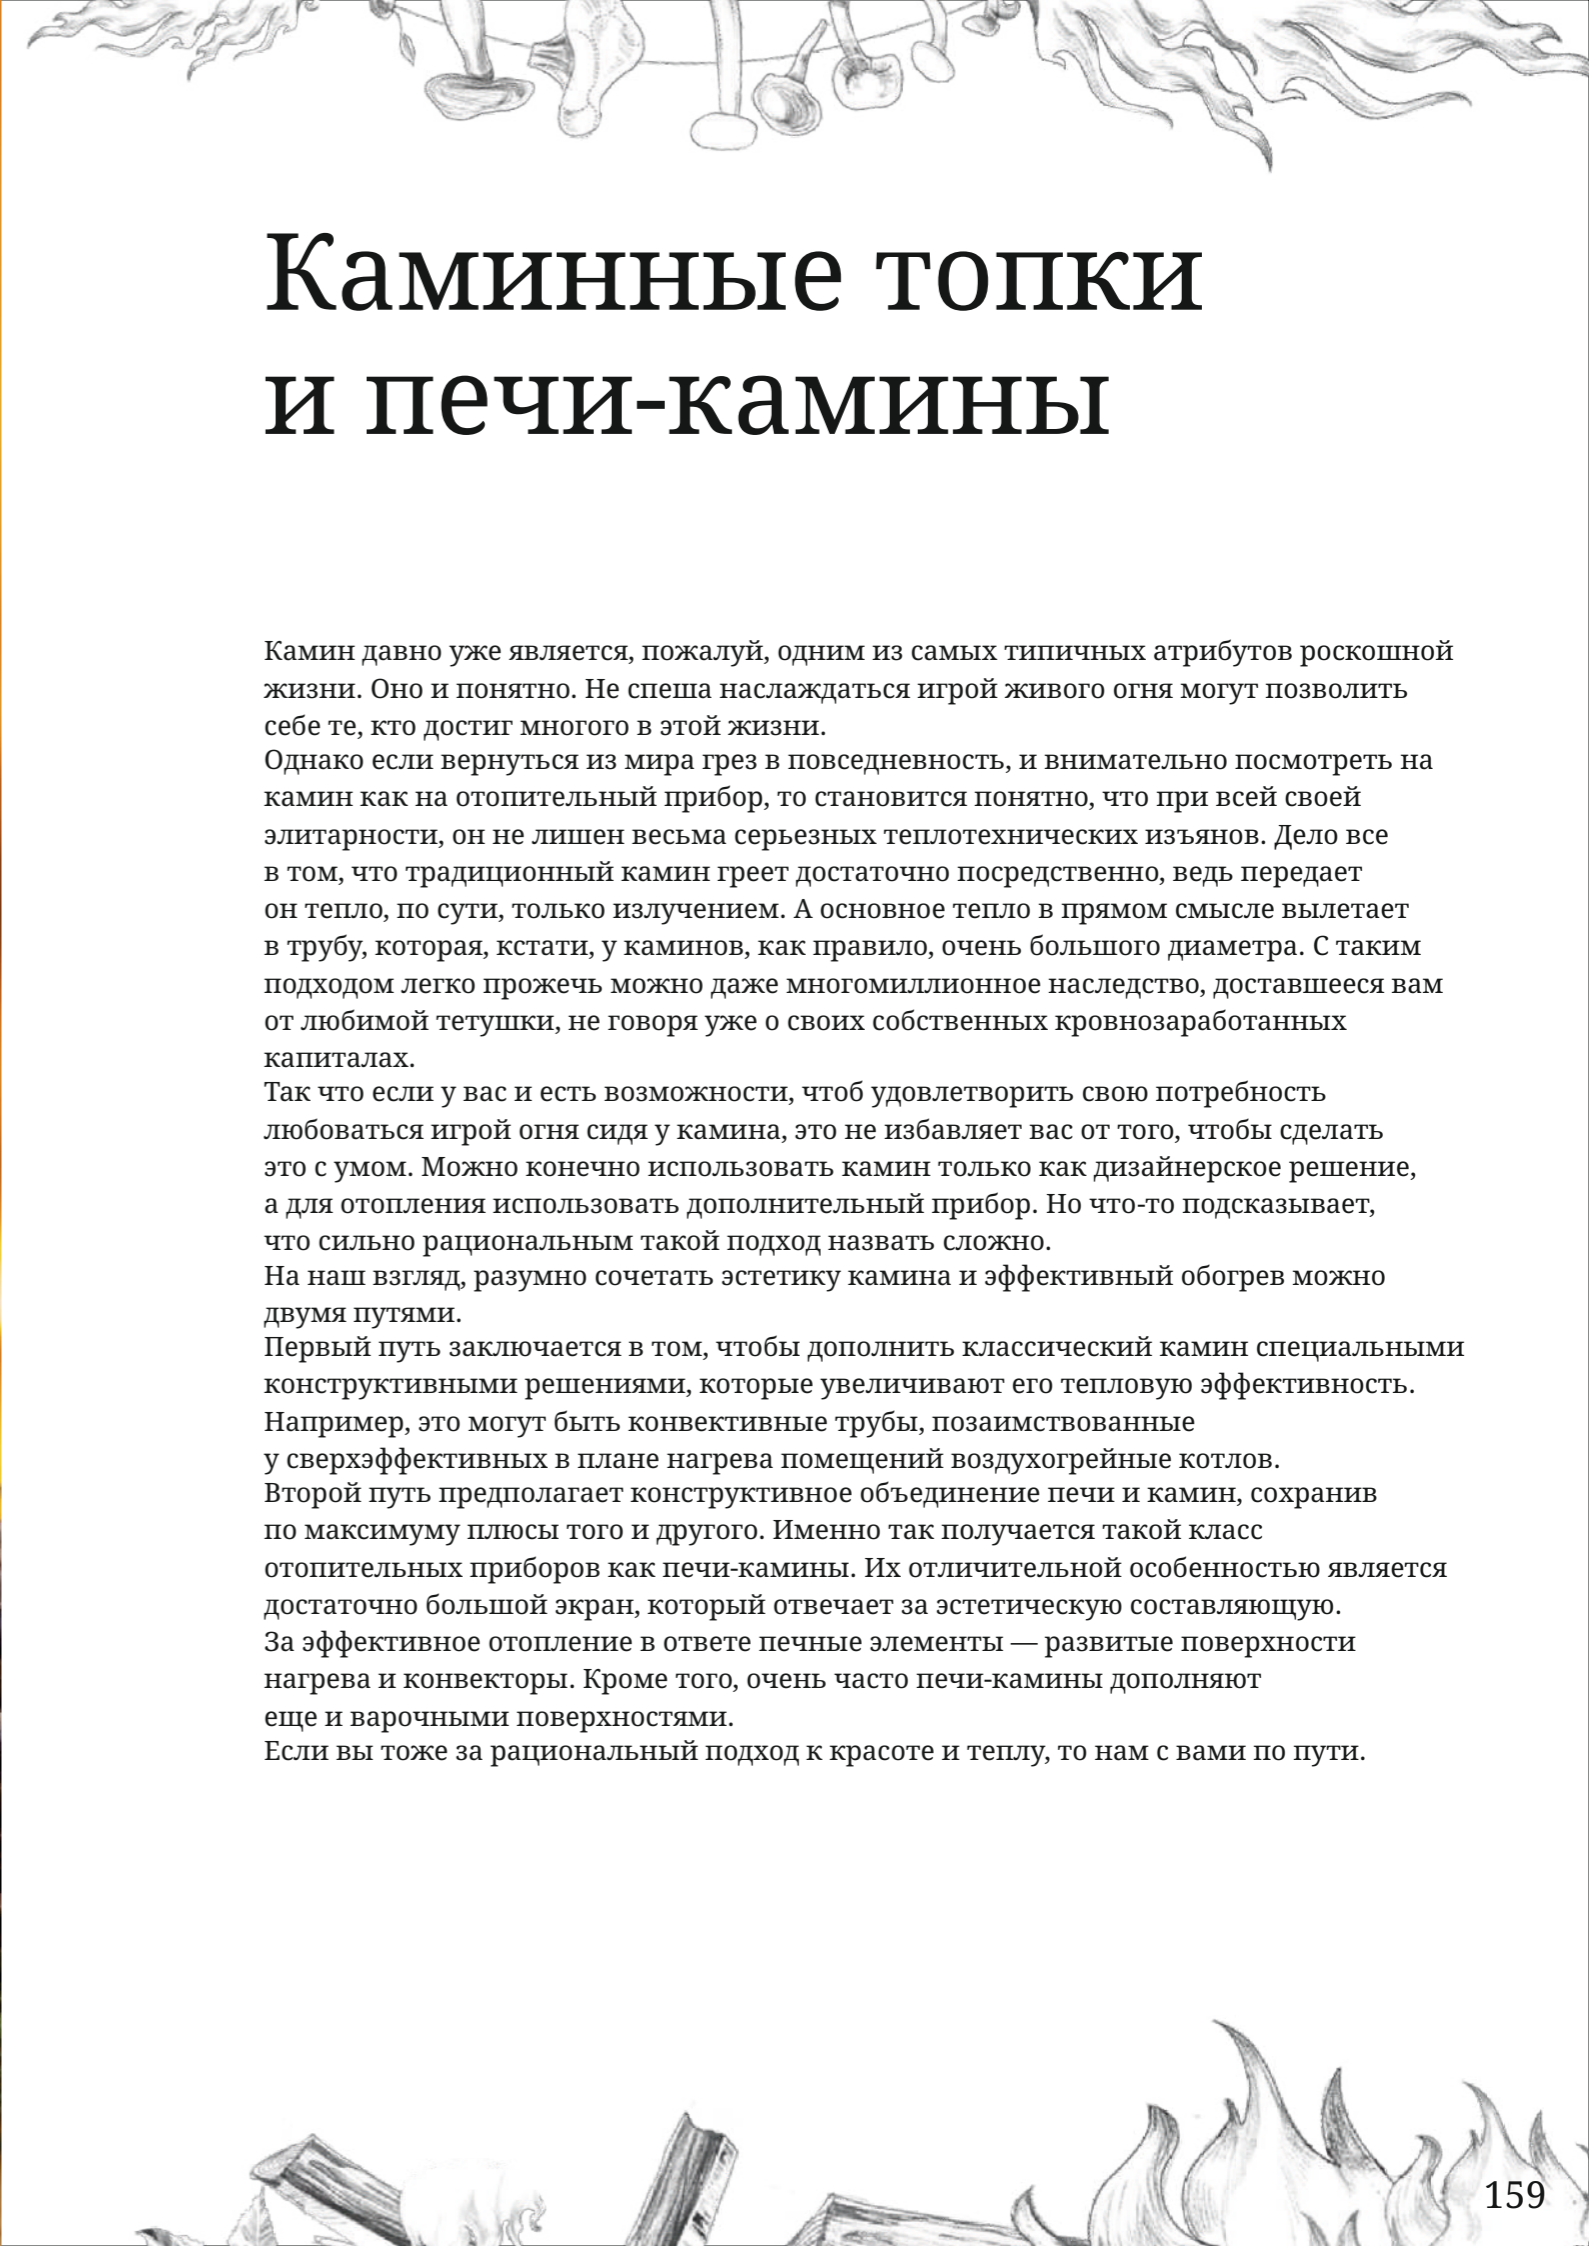 Каминные топки
и печи-камины
Камин давно уже является, пожалуй, одним из самых типичных атрибутов роскошной
жизни. Оно и понятно. Не спеша наслаждаться игрой живого огня могут позволить
себе те, кто достиг многого в этой жизни.
Однако если вернуться из мира грез в повседневность, и внимательно посмотреть на
камин как на отопительный прибор, то становится понятно, что при всей своей
элитарности, он не лишен весьма серьезных теплотехнических изъянов. Дело все
в том, что традиционный камин греет достаточно посредственно, ведь передает
он тепло, по сути, только излучением. А основное тепло в прямом смысле вылетает
в трубу, которая, кстати, у каминов, как правило, очень большого диаметра. С таким
подходом легко прожечь можно даже многомиллионное наследство, доставшееся вам
от любимой тетушки, не говоря уже о своих собственных кровнозаработанных
капиталах.
Так что если у вас и есть возможности, чтоб удовлетворить свою потребность
любоваться игрой огня сидя у камина, это не избавляет вас от того, чтобы сделать
это с умом. Можно конечно использовать камин только как дизайнерское решение,
а для отопления использовать дополнительный прибор. Но что-то подсказывает,
что сильно рациональным такой подход назвать сложно.
На наш взгляд, разумно сочетать эстетику камина и эффективный обогрев можно
двумя путями.
Первый путь заключается в том, чтобы дополнить классический камин специальными
конструктивными решениями, которые увеличивают его тепловую эффективность.
Например, это могут быть конвективные трубы, позаимствованные
у сверхэффективных в плане нагрева помещений воздухогрейные котлов.
Второй путь предполагает конструктивное объединение печи и камин, сохранив
по максимуму плюсы того и другого. Именно так получается такой класс
отопительных приборов как печи-камины. Их отличительной особенностью является
достаточно большой экран, который отвечает за эстетическую составляющую.
За эффективное отопление в ответе печные элементы — развитые поверхности
нагрева и конвекторы. Кроме того, очень часто печи-камины дополняют
еще и варочными поверхностями.
Если вы тоже за рациональный подход к красоте и теплу, то нам с вами по пути.
159